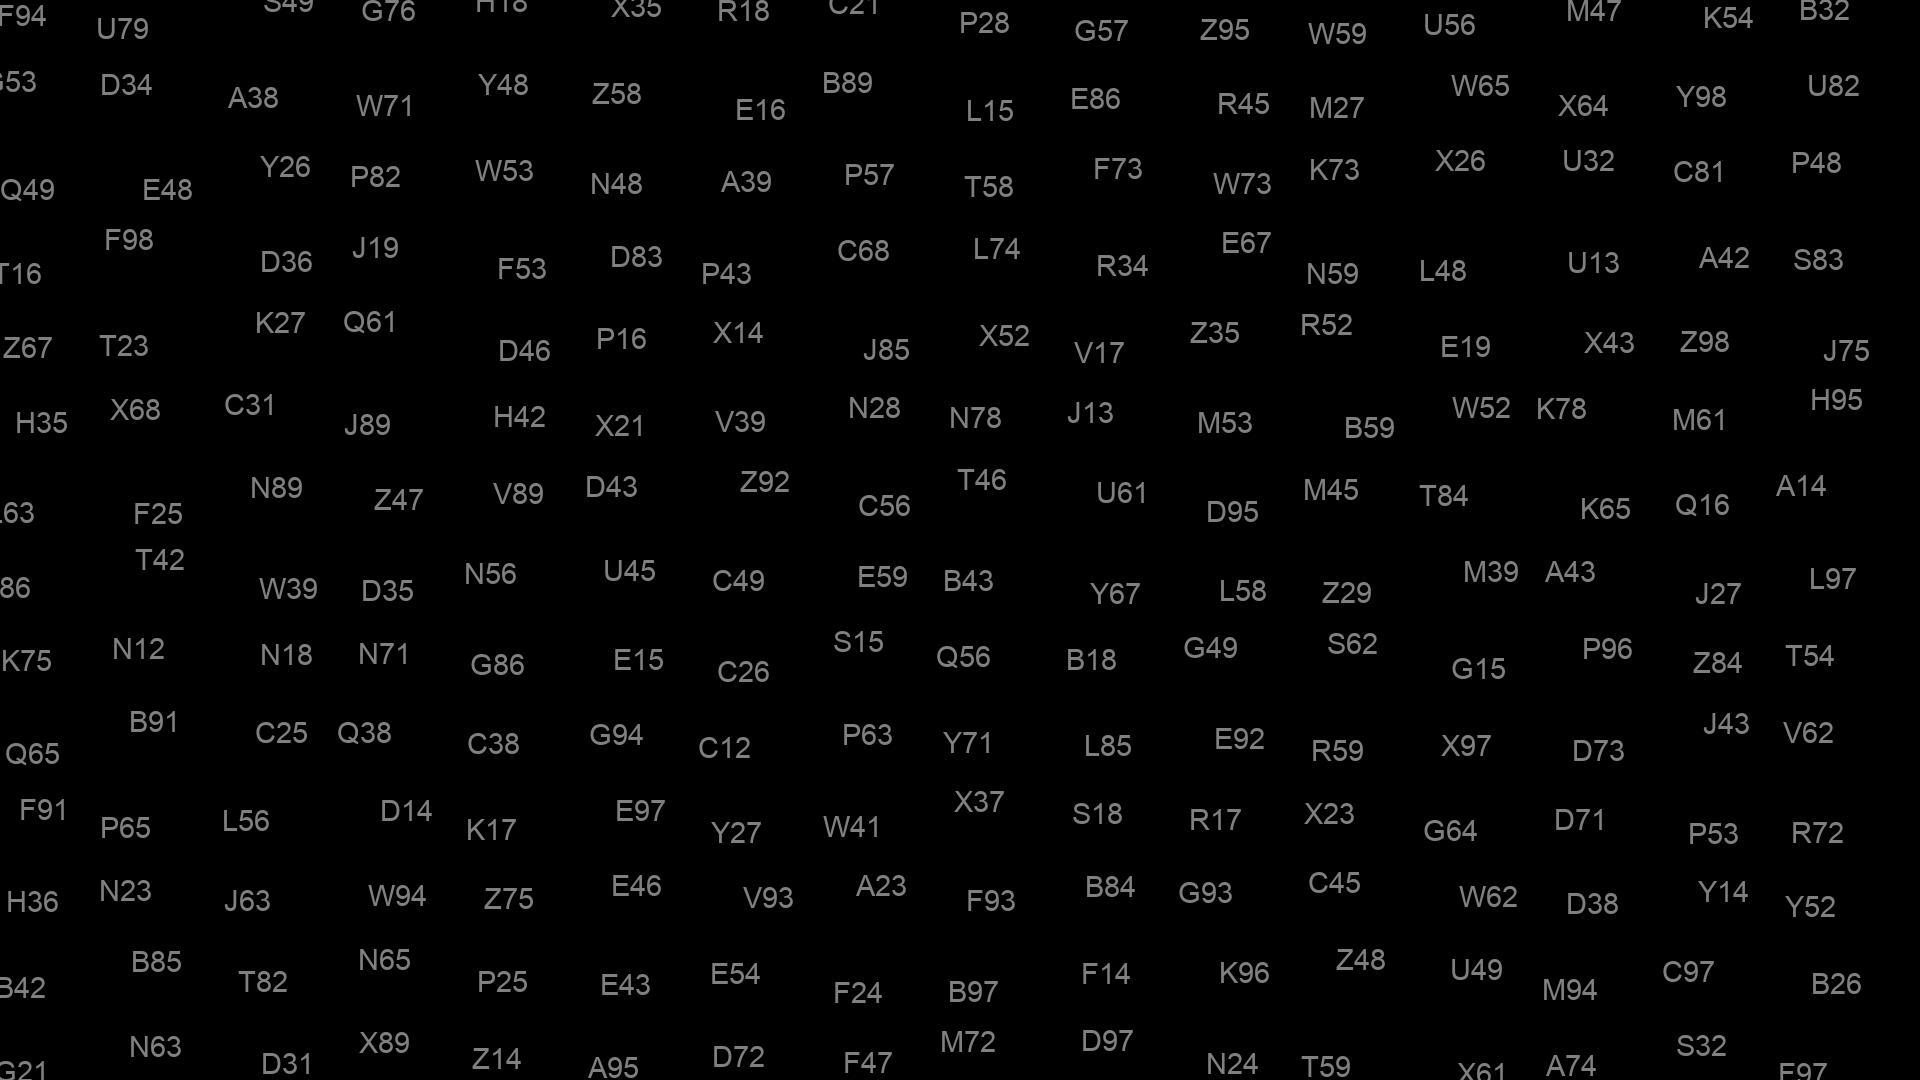 F94 U79 S49 G76 H18 X35 R18 C21 P28 G57 Z95 W59 U56 M47 K54 B32
G53 D34 A38 W71 Y48 Z58 E16 B89 L15 E86 R45 M27 W65 X64 Y98 U82
Q49 E48 Y26 P82 W53 N48 A39 P57 T58 F73 W73 K73 X26 U32 C81 P48
T16 F98 D36 J19 F53 D83 P43 C68 L74 R34 E67 N59 L48 U13 A42 S83
Z67 T23 K27 Q61 D46 P16 X14 J85 X52 V17 Z35 R52 E19 X43 Z98 J75
H35 X68 C31 J89 H42 X21 V39 N28 N78 J13 M53 B59 W52 K78 M61 H95
63 F25 N89 Z47 V89 D43 Z92 C56 T46 U61 D95 M45 T84 K65 Q16 A14
86 T42 W39 D35 N56 U45 C49 E59 B43 Y67 L58 Z29 M39 A43 J27 L97
K75 N12 N18 N71 G86 E15 C26 S15 Q56 B18 G49 S62 G15 P96 Z84 T54
Q65 B91 C25 Q38 C38 G94 C12 P63 Y71 L85 E92 R59 X97 D73 J43 V62
F91 P65 L56 D14 K17 E97 Y27 W41 X37 S18 R17 X23 G64 D71 P53 R72
H36 N23 J63 W94 Z75 E46 V93 A23 F93 B84 G93 C45 W62 D38 Y14 Y52
B42 B85 T82 N65 P25 E43 E54 F24 B97 F14 K96 Z48 U49 M94 C97 B26
G21 N63 D31 X89 Z14 A95 D72 F47 M72 D97 N24 T59 X61 A74 S32 97